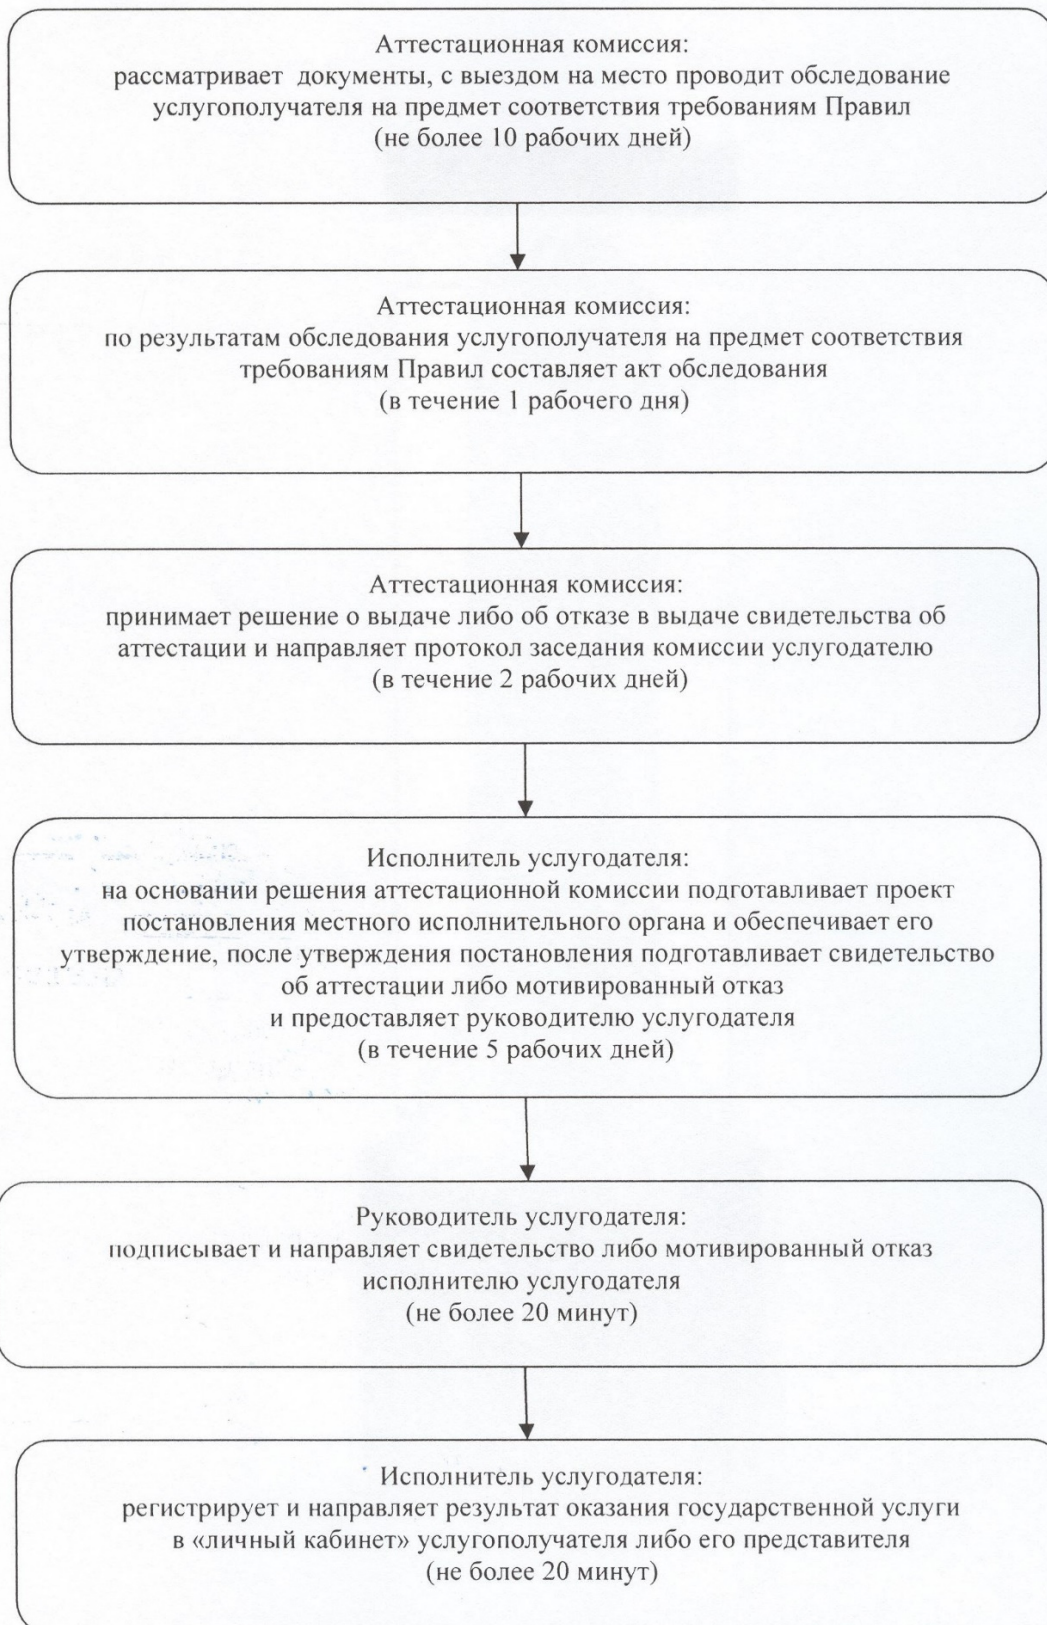 Аттестационная комиссия:
рассматривает документы, с выездом на место проводит обследование
услугополучателя на предмет соответствия требованиям Правил
(не более 10 рабочих дней)
Аттестационная комиссия:
по результатам обследования услугополучателя на предмет соответствия
требованиям Правил составляет акт обследования
(в течение 1 рабочего дня)
Аттестационная комиссия:
принимает решение о выдаче либо об отказе в выдаче свидетельства об
аттестации и направляет протокол заседания комиссии услугодателю
(в течение 2 рабочих дней)
Исполнитель услугодателя:
на основании решения аттестационной комиссии подготавливает проект
постановления местного исполнительного органа и обеспечивает его
утверждение, после утверждения постановления подготавливает свидетельство
об аттестации либо мотивированный отказ
и предоставляет руководителю услугодателя
(в течение 5 рабочих дней)
Руководитель услугодателя:
подписывает и направляет свидетельство либо мотивированный отказ
исполнителю услугодателя
(не более 20 минут)
Исполнитель услугодателя:
регистрирует и направляет результат оказания государственной услуги
в «личный кабинет» услугополучателя либо его представителя
(не более 20 минут)